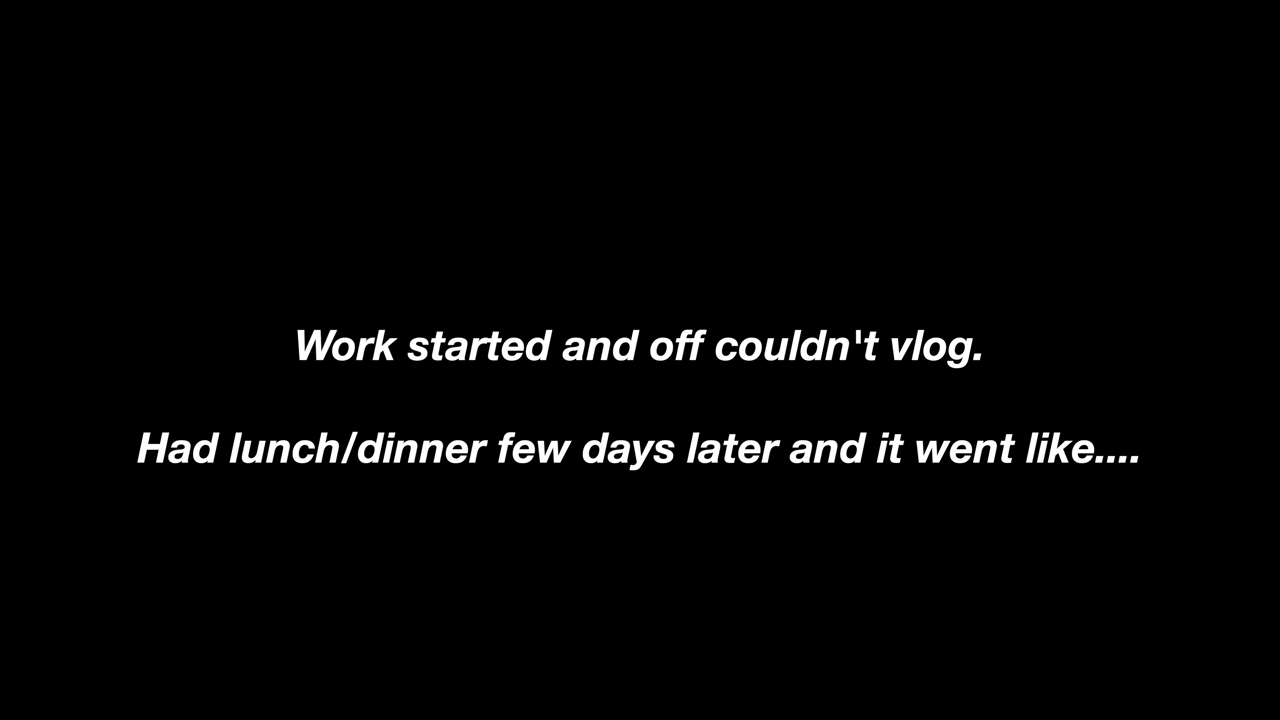 Work started and off couldn't vlog.
Had lunch/dinner few days later and it went like....